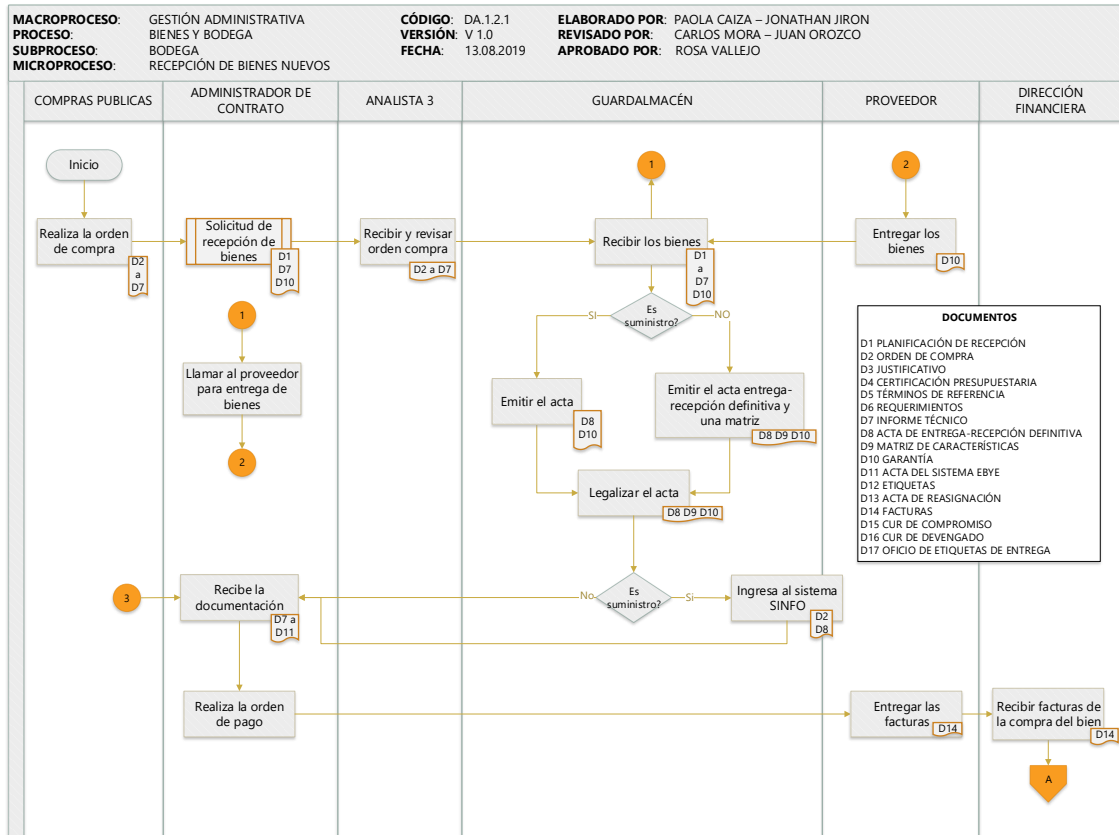 MACROPROCESO: GESTIÓN ADMINISTRATIVA
PROCESO: BIENES Y BODEGA
SUBPROCESO: BODEGA
MICROPROCESO: RECEPCIÓN DE BIENES NUEVOS
CÓDIGO: DA.1.2.1
VERSIÓN: V 1.0
FECHA: 13.08.2019
ELABORADO POR: PAOLA CAIZA – JONATHAN JIRON
REVISADO POR: CARLOS MORA – JUAN OROZCO
APROBADO POR: ROSA VALLEJO
COMPRAS PUBLICAS
ADMINISTRADOR DE
CONTRATO
ANALISTA 3
GUARDALMACÉN
PROVEEDOR
DIRECCIÓN
FINANCIERA
Inicio
1
2
Realiza la orden
de compra
D2
a
D7
Solicitud de
recepción de
bienes
D1
D7
D10
Recibir y revisar
orden compra
D2 a D7
Recibir los bienes
D1
a
D7
D10
Entregar los
bienes
D10
1
Llamar al proveedor
para entrega de
bienes
2
Es
suministro?
SI
NO
Emitir el acta
D8
D10
Emitir el acta entrega-
recepción definitiva y
una matriz
D8 D9 D10
Legalizar el acta
D8 D9 D10
DOCUMENTOS
D1 PLANIFICACIÓN DE RECEPCIÓN
D2 ORDEN DE COMPRA
D3 JUSTIFICATIVO
D4 CERTIFICACIÓN PRESUPUESTARIA
D5 TÉRMINOS DE REFERENCIA
D6 REQUERIMIENTOS
D7 INFORME TÉCNICO
D8 ACTA DE ENTREGA-RECEPCIÓN DEFINITIVA
D9 MATRIZ DE CARACTERÍSTICAS
D10 GARANTÍA
D11 ACTA DEL SISTEMA EBYE
D12 ETIQUETAS
D13 ACTA DE REASIGNACIÓN
D14 FACTURAS
D15 CUR DE COMPROMISO
D16 CUR DE DEVENGADO
D17 OFICIO DE ETIQUETAS DE ENTREGA
3
Recibe la
documentación
D7 a
D11
No
Es
suministro?
Si
Ingresa al sistema
SINFO
D2
D8
Realiza la orden
de pago
Entregar las
facturas
D14
Recibir facturas de
la compra del bien
D14
A